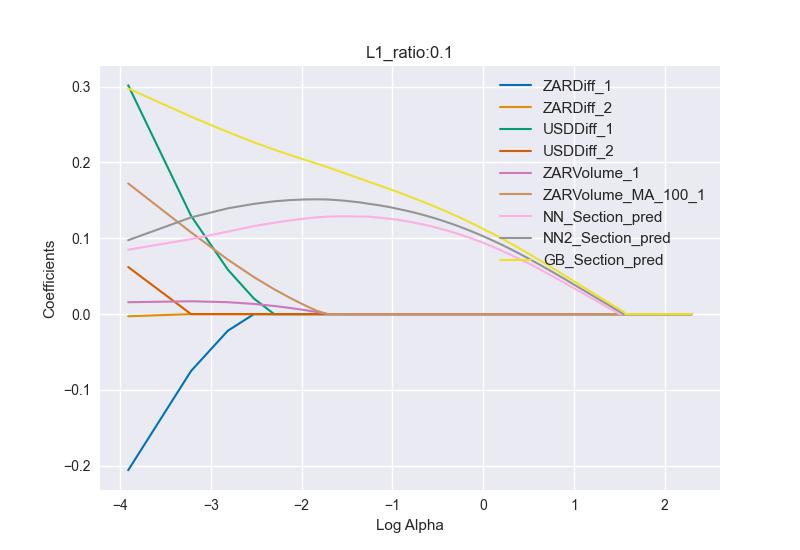 L1_ratio:0.1
0.3
0.2
0.1
0.0
−0.1
−0.2
Coefficients
ZARDiff_1
ZARDiff_2
USDDiff_1
USDDiff_2
ZARVolume_1
ZARVolume_MA_100_1
NN_Section_pred
NN2_Section_pred
GB_Section_pred
−4 −3 −2 −1 0 1 2
Log Alpha